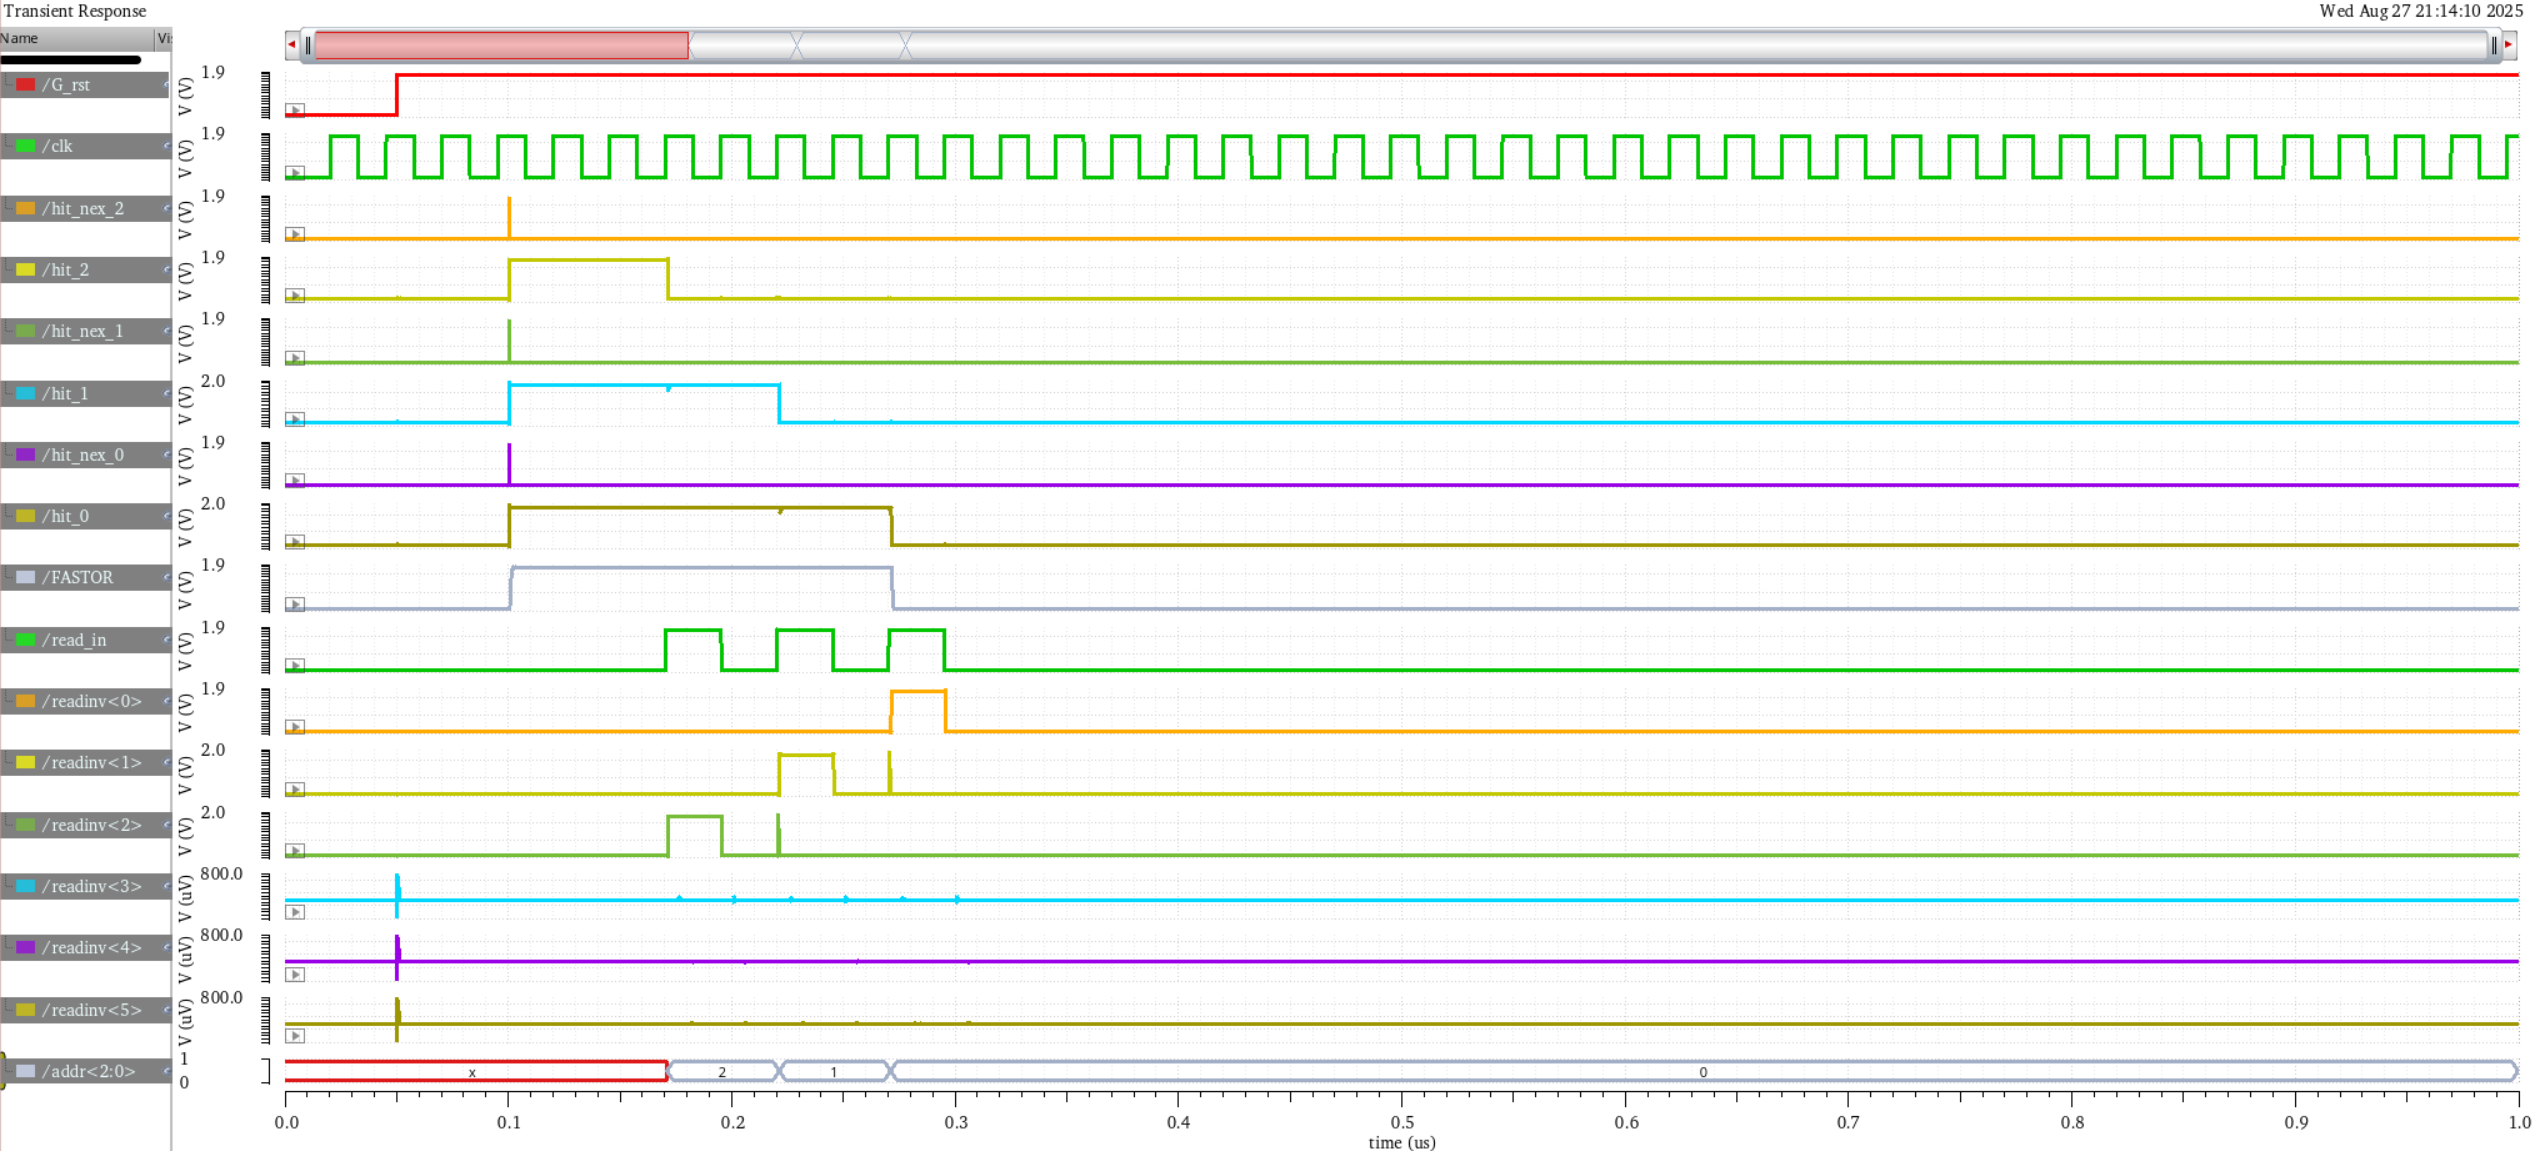 Transient Response
Wed Aug 27 21:14:10 2025
Name Vi
/G_rst V (V) 1.9
/clk V (V) 1.9
/hit_nex_2 V (V) 1.9
/hit_2 V (V) 1.9
/hit_nex_1 V (V) 1.9
/hit_1 V (V) 2.0
/hit_nex_0 V (V) 1.9
/hit_0 V (V) 2.0
/FASTOR V (V) 1.9
/read_in V (V) 1.9
/readinv<0> V (V) 1.9
/readinv<1> V (V) 2.0
/readinv<2> V (V) 2.0
/readinv<3> V (uV) 800.0
/readinv<4> V (uV) 800.0
/readinv<5> V (uV) 800.0
/addr<2:0> 1 0 x 2 1 0
0.0 0.1 0.2 0.3 0.4 0.5 0.6 0.7 0.8 0.9 1.0
time (us)